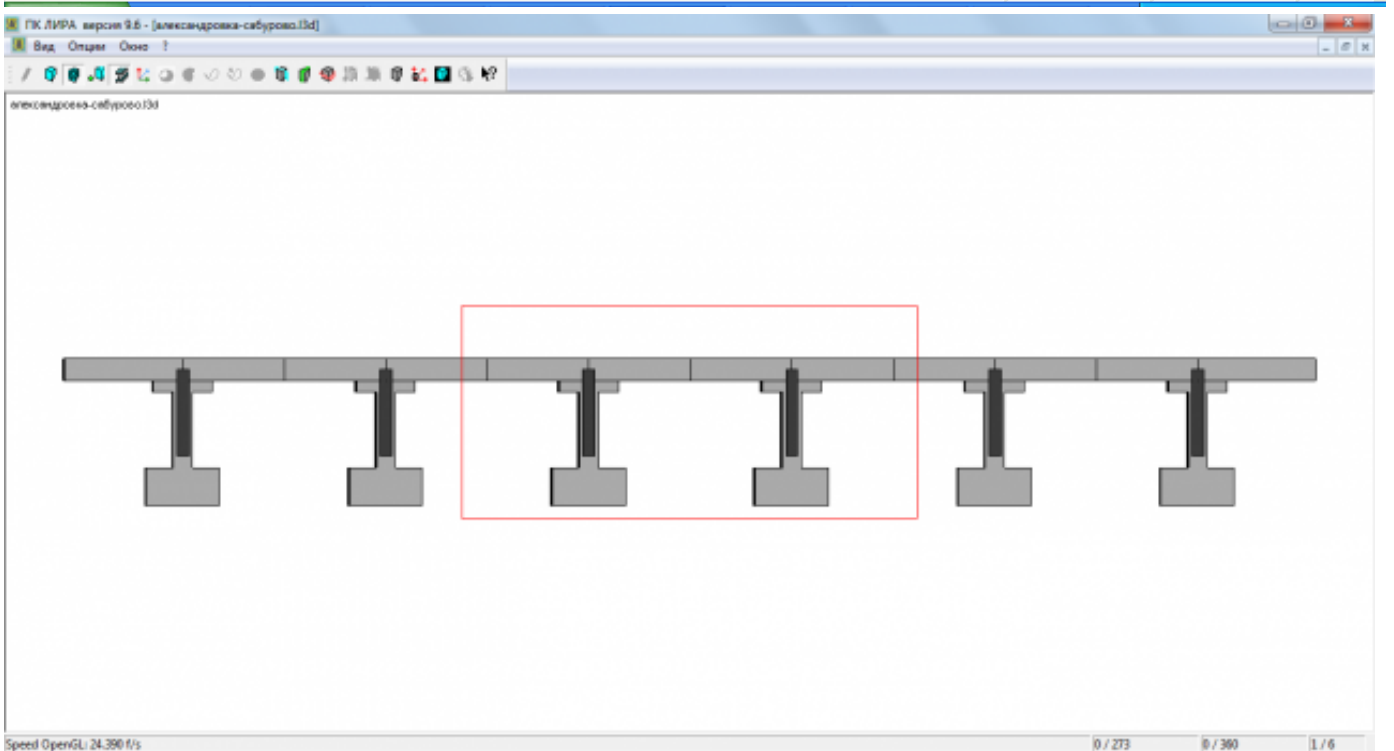 ПК ЛИРА версия 9.6 - [александровка-сабурово.l3d]
Вид Опции Окно ?
александровка-сабурово.l3d
Speed OpenGL: 24.390 f/s 0 / 273 0 / 360 1 / 6